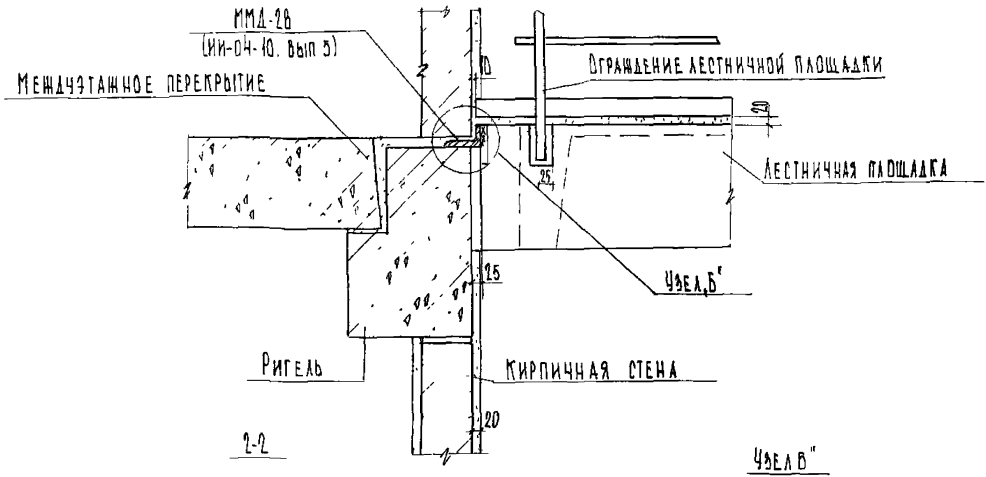 ММД-28
(ИИ-04-10. ВЫП 5)
МЕЖДУЭТАЖНОЕ ПЕРЕКРЫТИЕ
10
ОГРАЖДЕНИЕ ЛЕСТНИЧНОЙ ПЛОЩАДКИ
20
ЛЕСТНИЧНАЯ ПЛОЩАДКА
25
25
УЗЕЛ„Б"
РИГЕЛЬ
КИРПИЧНАЯ СТЕНА
20
2-2
УЗЕЛ В"